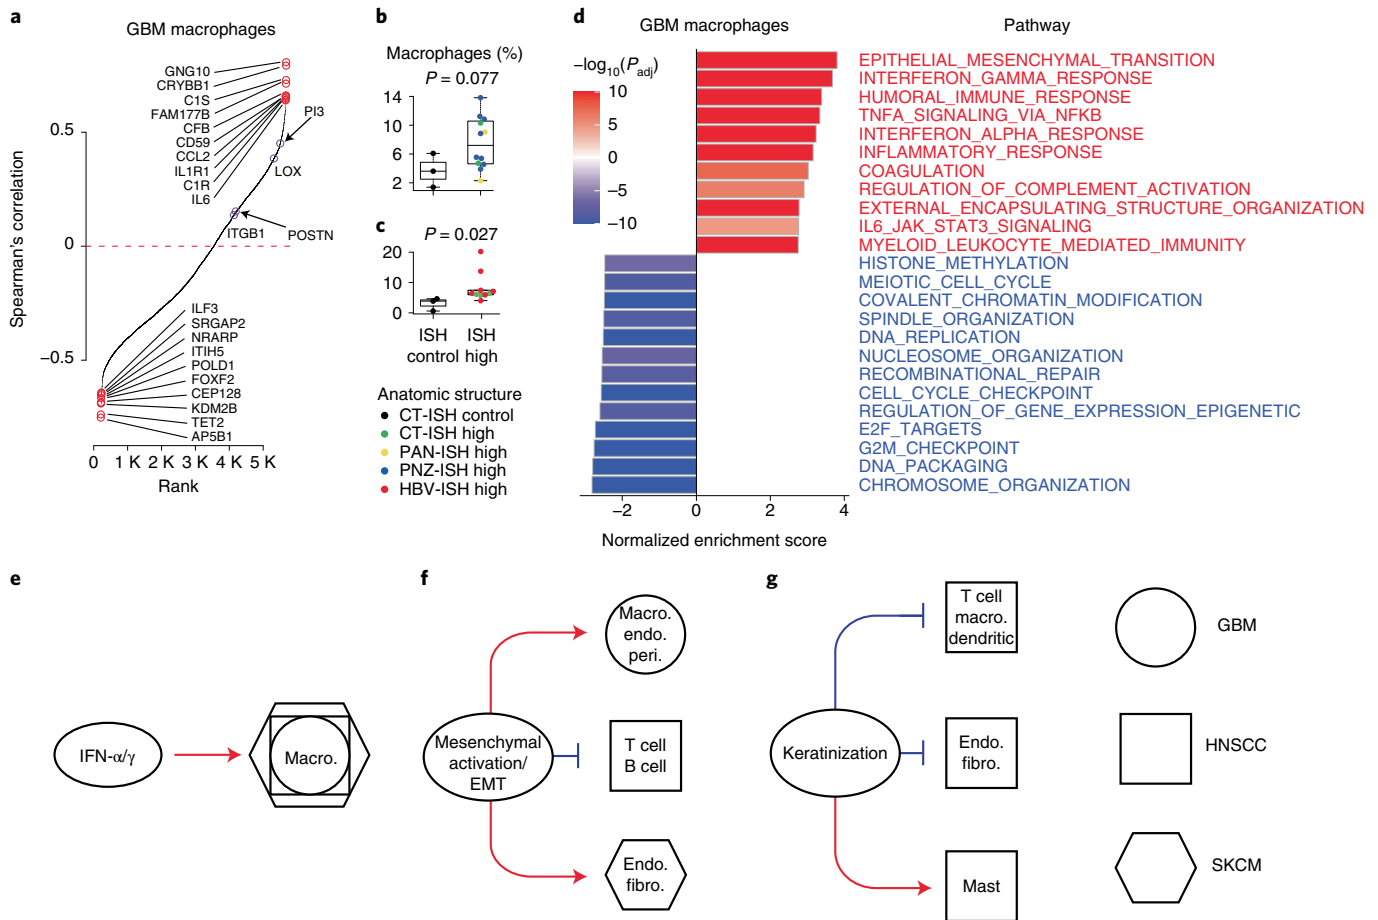 a
GBM macrophages
GNG10
CRYBB1
C1S
FAM177B
CFB
CD59
CCL2
IL1R1
C1R
IL6
PI3
LOX
ITGB1
POSTN
ILF3
SRGAP2
NRARP
ITIH5
POLD1
FOXF2
CEP128
KDM2B
TET2
AP5B1
Spearman's correlation
0.5
0
−0.5
0 1 K 2 K 3 K 4 K 5 K
Rank
b
Macrophages (%)
P = 0.077
14
10
6
2
c
P = 0.027
20
10
0
ISH ISH
control high
Anatomic structure
CT-ISH control
CT-ISH high
PAN-ISH high
PNZ-ISH high
HBV-ISH high
d
GBM macrophages
Pathway
−log10(Padj)
10
5
0
−5
−10
EPITHELIAL_MESENCHYMAL_TRANSITION
INTERFERON_GAMMA_RESPONSE
HUMORAL_IMMUNE_RESPONSE
TNFA_SIGNALING_VIA_NFKB
INTERFERON_ALPHA_RESPONSE
INFLAMMATORY_RESPONSE
COAGULATION
REGULATION_OF_COMPLEMENT_ACTIVATION
EXTERNAL_ENCAPSULATING_STRUCTURE_ORGANIZATION
IL6_JAK_STAT3_SIGNALING
MYELOID_LEUKOCYTE_MEDIATED_IMMUNITY
HISTONE_METHYLATION
MEIOTIC_CELL_CYCLE
COVALENT_CHROMATIN_MODIFICATION
SPINDLE_ORGANIZATION
DNA_REPLICATION
NUCLEOSOME_ORGANIZATION
RECOMBINATIONAL_REPAIR
CELL_CYCLE_CHECKPOINT
REGULATION_OF_GENE_EXPRESSION_EPIGENETIC
E2F_TARGETS
G2M_CHECKPOINT
DNA_PACKAGING
CHROMOSOME_ORGANIZATION
−2 0 2 4
Normalized enrichment score
e
IFN-α/γ
Macro.
f
Mesenchymal
activation/
EMT
Macro.
endo.
peri.
T cell
B cell
Endo.
fibro.
g
Keratinization
T cell
macro.
dendritic
Endo.
fibro.
Mast
GBM
HNSCC
SKCM